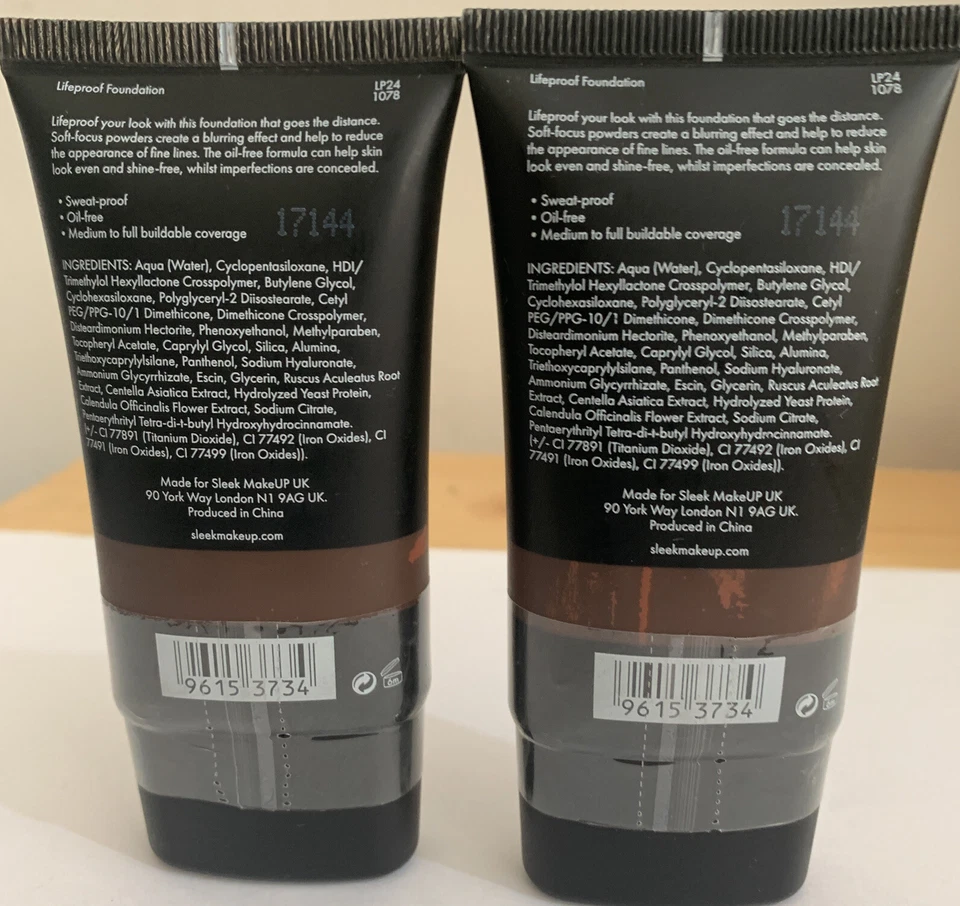 Lifeproof Foundation
LP24
1078
Lifeproof your look with this foundation that goes the distance.
Soft-focus powders create a blurring effect and help to reduce
the appearance of fine lines. The oil-free formula can help skin
look even and shine-free, whilst imperfections are concealed.
• Sweat-proof
• Oil-free
• Medium to full buildable coverage
17144
INGREDIENTS: Aqua (Water), Cyclopentasiloxane, HDI/
Trimethylol Hexyllactone Crosspolymer, Butylene Glycol,
Cyclohexasiloxane, Polyglyceryl-2 Diisostearate, Cetyl
PEG/PPG-10/1 Dimethicone, Dimethicone Crosspolymer,
Disteardimonium Hectorite, Phenoxyethanol, Methylparaben,
Tocopheryl Acetate, Caprylyl Glycol, Silica, Alumina,
Triethoxycaprylylsilane, Panthenol, Sodium Hyaluronate,
Ammonium Glycyrrhizate, Escin, Glycerin, Ruscus Aculeatus Root
Extract, Centella Asiatica Extract, Hydrolyzed Yeast Protein,
Calendula Officinalis Flower Extract, Sodium Citrate,
Pentaerythrityl Tetra-di-t-butyl Hydroxyhydrocinnamate.
(+/- CI 77891 (Titanium Dioxide), CI 77492 (Iron Oxides), CI
77491 (Iron Oxides), CI 77499 (Iron Oxides)).
Made for Sleek MakeUP UK
90 York Way London N1 9AG UK.
Produced in China
sleekmakeup.com
9615 3734
6m
Lifeproof Foundation
LP24
1078
Lifeproof your look with this foundation that goes the distance.
Soft-focus powders create a blurring effect and help to reduce
the appearance of fine lines. The oil-free formula can help skin
look even and shine-free, whilst imperfections are concealed.
• Sweat-proof
• Oil-free
• Medium to full buildable coverage
17144
INGREDIENTS: Aqua (Water), Cyclopentasiloxane, HDI/
Trimethylol Hexyllactone Crosspolymer, Butylene Glycol,
Cyclohexasiloxane, Polyglyceryl-2 Diisostearate, Cetyl
PEG/PPG-10/1 Dimethicone, Dimethicone Crosspolymer,
Disteardimonium Hectorite, Phenoxyethanol, Methylparaben,
Tocopheryl Acetate, Caprylyl Glycol, Silica, Alumina,
Triethoxycaprylylsilane, Panthenol, Sodium Hyaluronate,
Ammonium Glycyrrhizate, Escin, Glycerin, Ruscus Aculeatus Root
Extract, Centella Asiatica Extract, Hydrolyzed Yeast Protein,
Calendula Officinalis Flower Extract, Sodium Citrate,
Pentaerythrityl Tetra-di-t-butyl Hydroxyhydrocinnamate.
(+/- CI 77891 (Titanium Dioxide), CI 77492 (Iron Oxides), CI
77491 (Iron Oxides), CI 77499 (Iron Oxides)).
Made for Sleek MakeUP UK
90 York Way London N1 9AG UK.
Produced in China
sleekmakeup.com
9615 3734